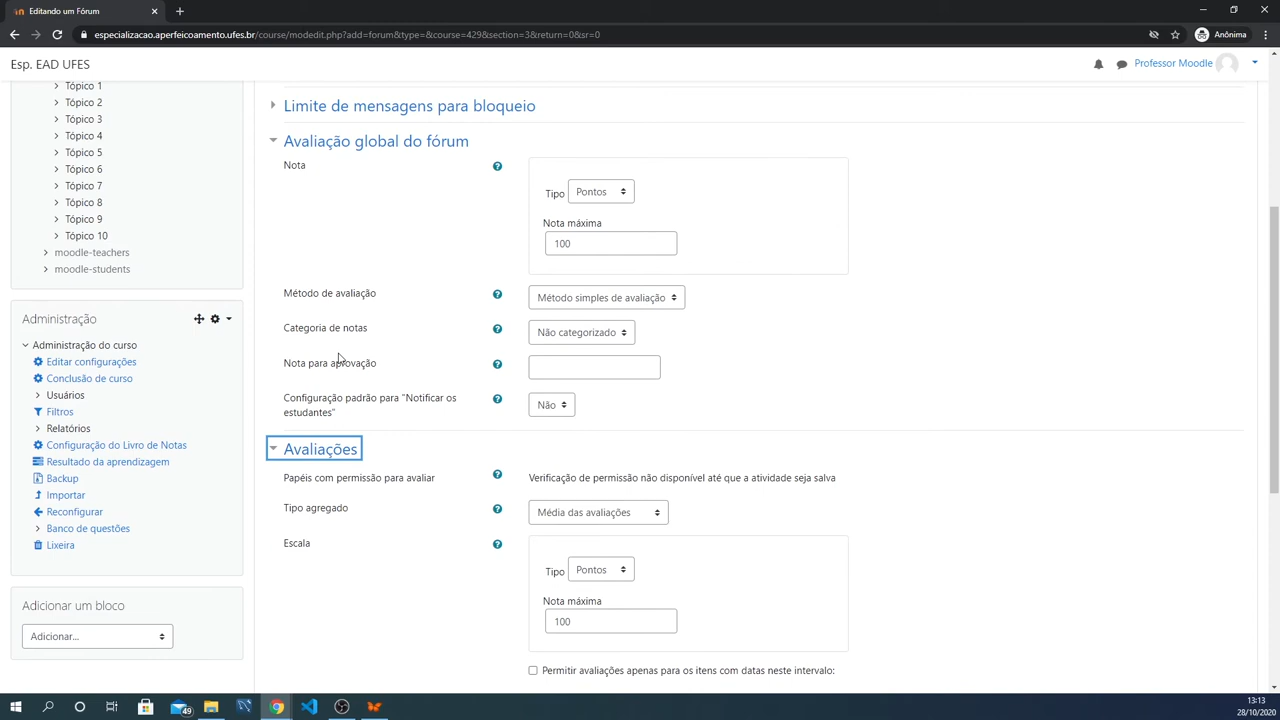 Editando um Fórum
especializacao.aperfeicoamento.ufes.br/course/modedit.php?add=forum&type=&course=429&section=3&return=0&sr=0
Anônima
Esp. EAD UFES
Professor Moodle
Tópico 1
Tópico 2
Tópico 3
Tópico 4
Tópico 5
Tópico 6
Tópico 7
Tópico 8
Tópico 9
Tópico 10
moodle-teachers
moodle-students
Administração
Administração do curso
Editar configurações
Conclusão de curso
Usuários
Filtros
Relatórios
Configuração do Livro de Notas
Resultado da aprendizagem
Backup
Importar
Reconfigurar
Banco de questões
Lixeira
Adicionar um bloco
Adicionar...
Limite de mensagens para bloqueio
Avaliação global do fórum
Nota
Tipo Pontos
Nota máxima
100
Método de avaliação
Método simples de avaliação
Categoria de notas
Não categorizado
Nota para aprovação
Configuração padrão para "Notificar os
estudantes"
Não
Avaliações
Papéis com permissão para avaliar
Verificação de permissão não disponível até que a atividade seja salva
Tipo agregado
Média das avaliações
Escala
Tipo Pontos
Nota máxima
100
Permitir avaliações apenas para os itens com datas neste intervalo:
49
13:13
28/10/2020